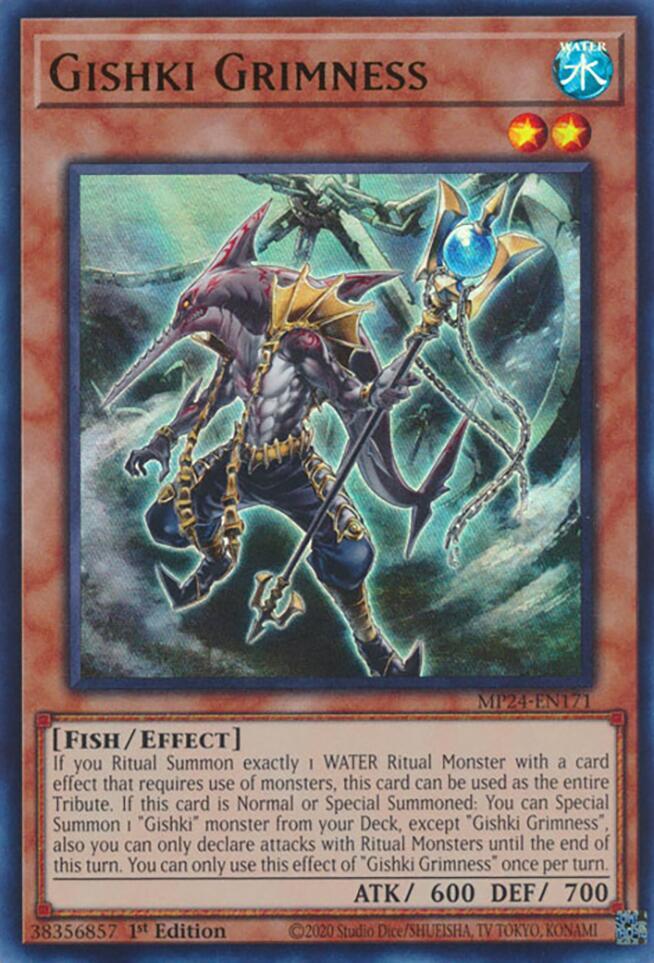 Gishki Grimness
WATER
水
MP24-EN171
[Fish/Effect]
If you Ritual Summon exactly 1 WATER Ritual Monster with a card
effect that requires use of monsters, this card can be used as the entire
Tribute. If this card is Normal or Special Summoned: You can Special
Summon 1 "Gishki" monster from your Deck, except "Gishki Grimness",
also you can only declare attacks with Ritual Monsters until the end of
this turn. You can only use this effect of "Gishki Grimness" once per turn.
ATK/ 600 DEF/ 700
38356857 1st Edition ©2020 Studio Dice/SHUEISHA, TV TOKYO, KONAMI